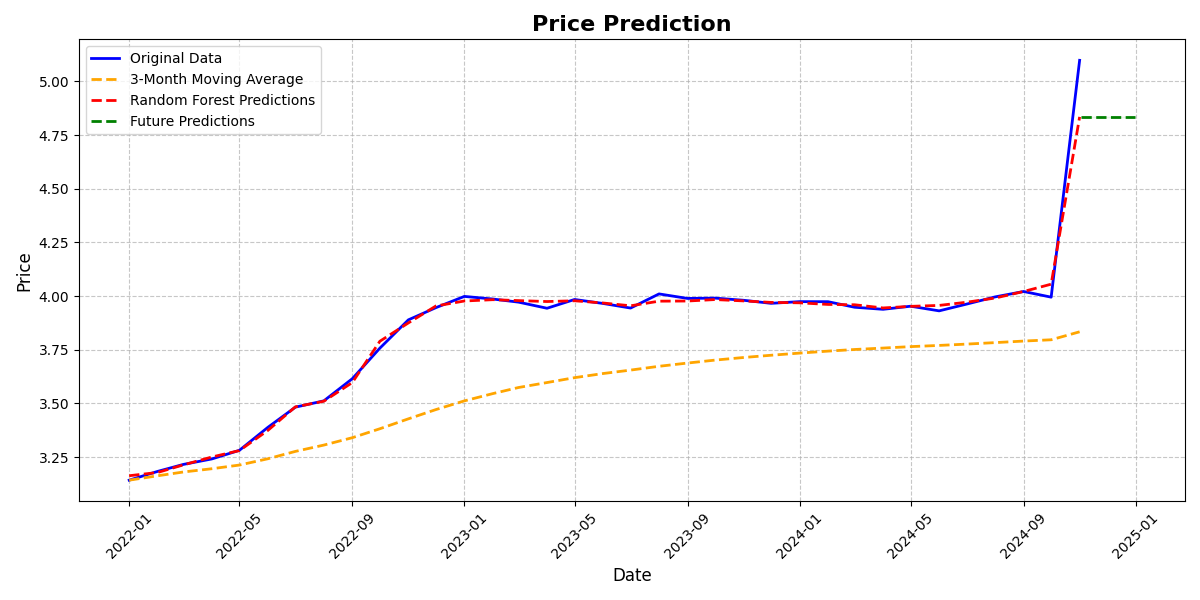 Price Prediction
Original Data
3-Month Moving Average
Random Forest Predictions
Future Predictions
5.00
4.75
4.50
4.25
4.00
3.75
3.50
3.25
Price
2022-01
2022-05
2022-09
2023-01
2023-05
2023-09
2024-01
2024-05
2024-09
2025-01
Date